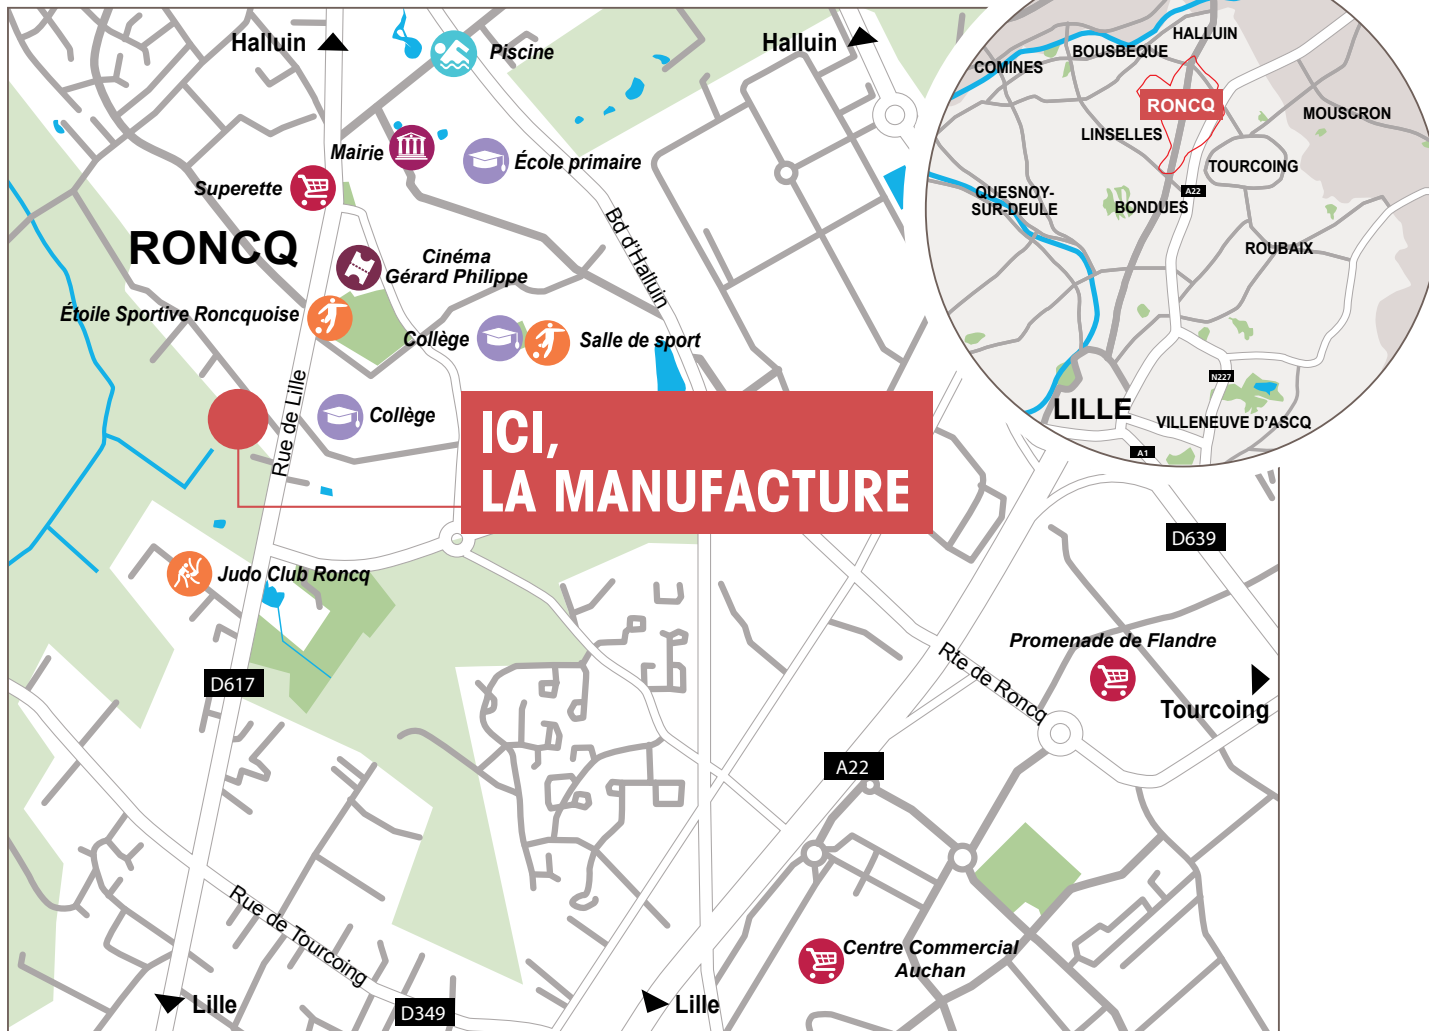 Halluin
Piscine
Halluin
Mairie
École primaire
Superette
RONCQ
Cinéma
Gérard Philippe
Bd d'Halluin
Étoile Sportive Roncquoise
Collège
Salle de sport
Rue de Lille
Collège
ICI,
LA MANUFACTURE
Judo Club Roncq
D617
D639
Promenade de Flandre
Rte de Roncq
Tourcoing
A22
Rue de Tourcoing
Centre Commercial
Auchan
Lille
D349
Lille
HALLUIN
BOUSBEQUE
COMINES
RONCQ
MOUSCRON
LINSELLES
TOURCOING
QUESNOY-
SUR-DEULE
A22
BONDUES
ROUBAIX
N227
LILLE
VILLENEUVE D'ASCQ
A1